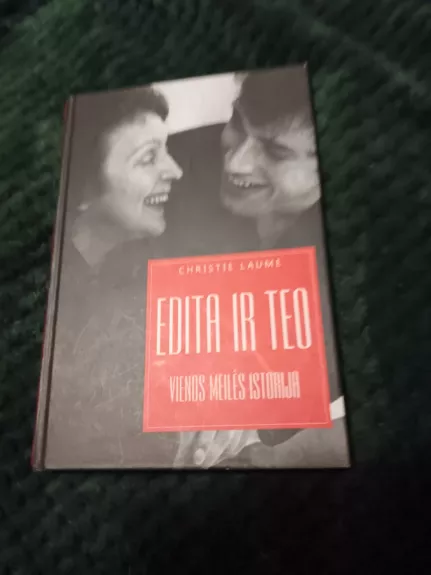 CHRISTIE LAUME
EDITA IR TEO
VIENOS MEILĖS ISTORIJA